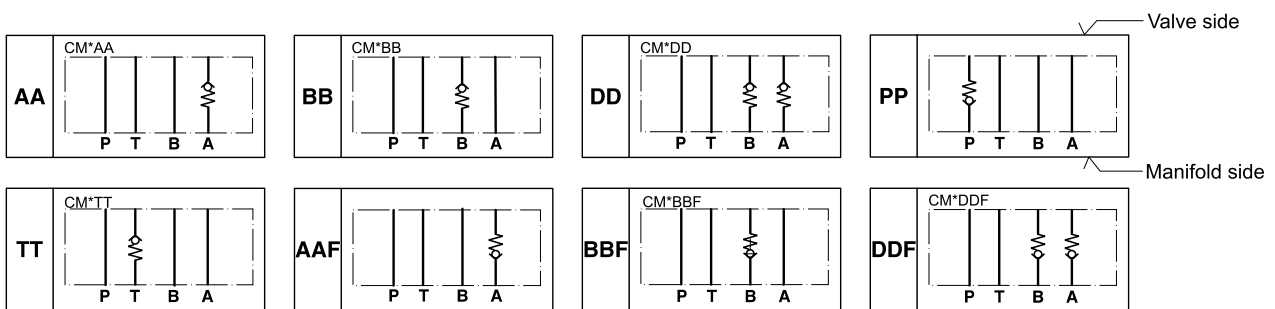 Valve side
AA
CM*AA
P T B A
BB
CM*BB
P T B A
DD
CM*DD
P T B A
PP
P T B A
Manifold side
TT
CM*TT
P T B A
AAF
P T B A
BBF
CM*BBF
P T B A
DDF
CM*DDF
P T B A